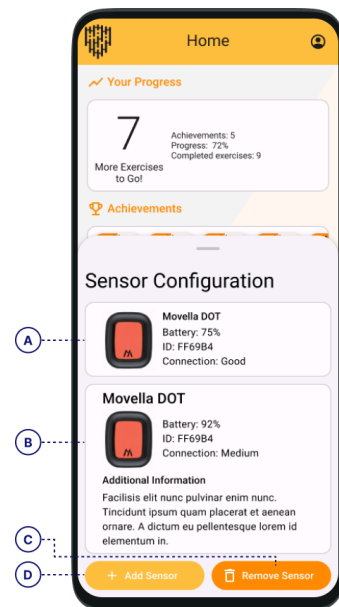 Home
Your Progress
7
More Exercises
to Go!
Achievements: 5
Progress: 72%
Completed exercises: 9
Achievements
Sensor Configuration
A
Movella DOT
Battery: 75%
ID: FF69B4
Connection: Good
Movella DOT
B
Battery: 92%
ID: FF69B4
Connection: Medium
Additional Information
Facilisis elit nunc pulvinar enim nunc.
Tincidunt ipsum quam placerat et aenean
ornare. A dictum eu pellentesque lorem id
elementum in.
C
D
+ Add Sensor
Remove Sensor